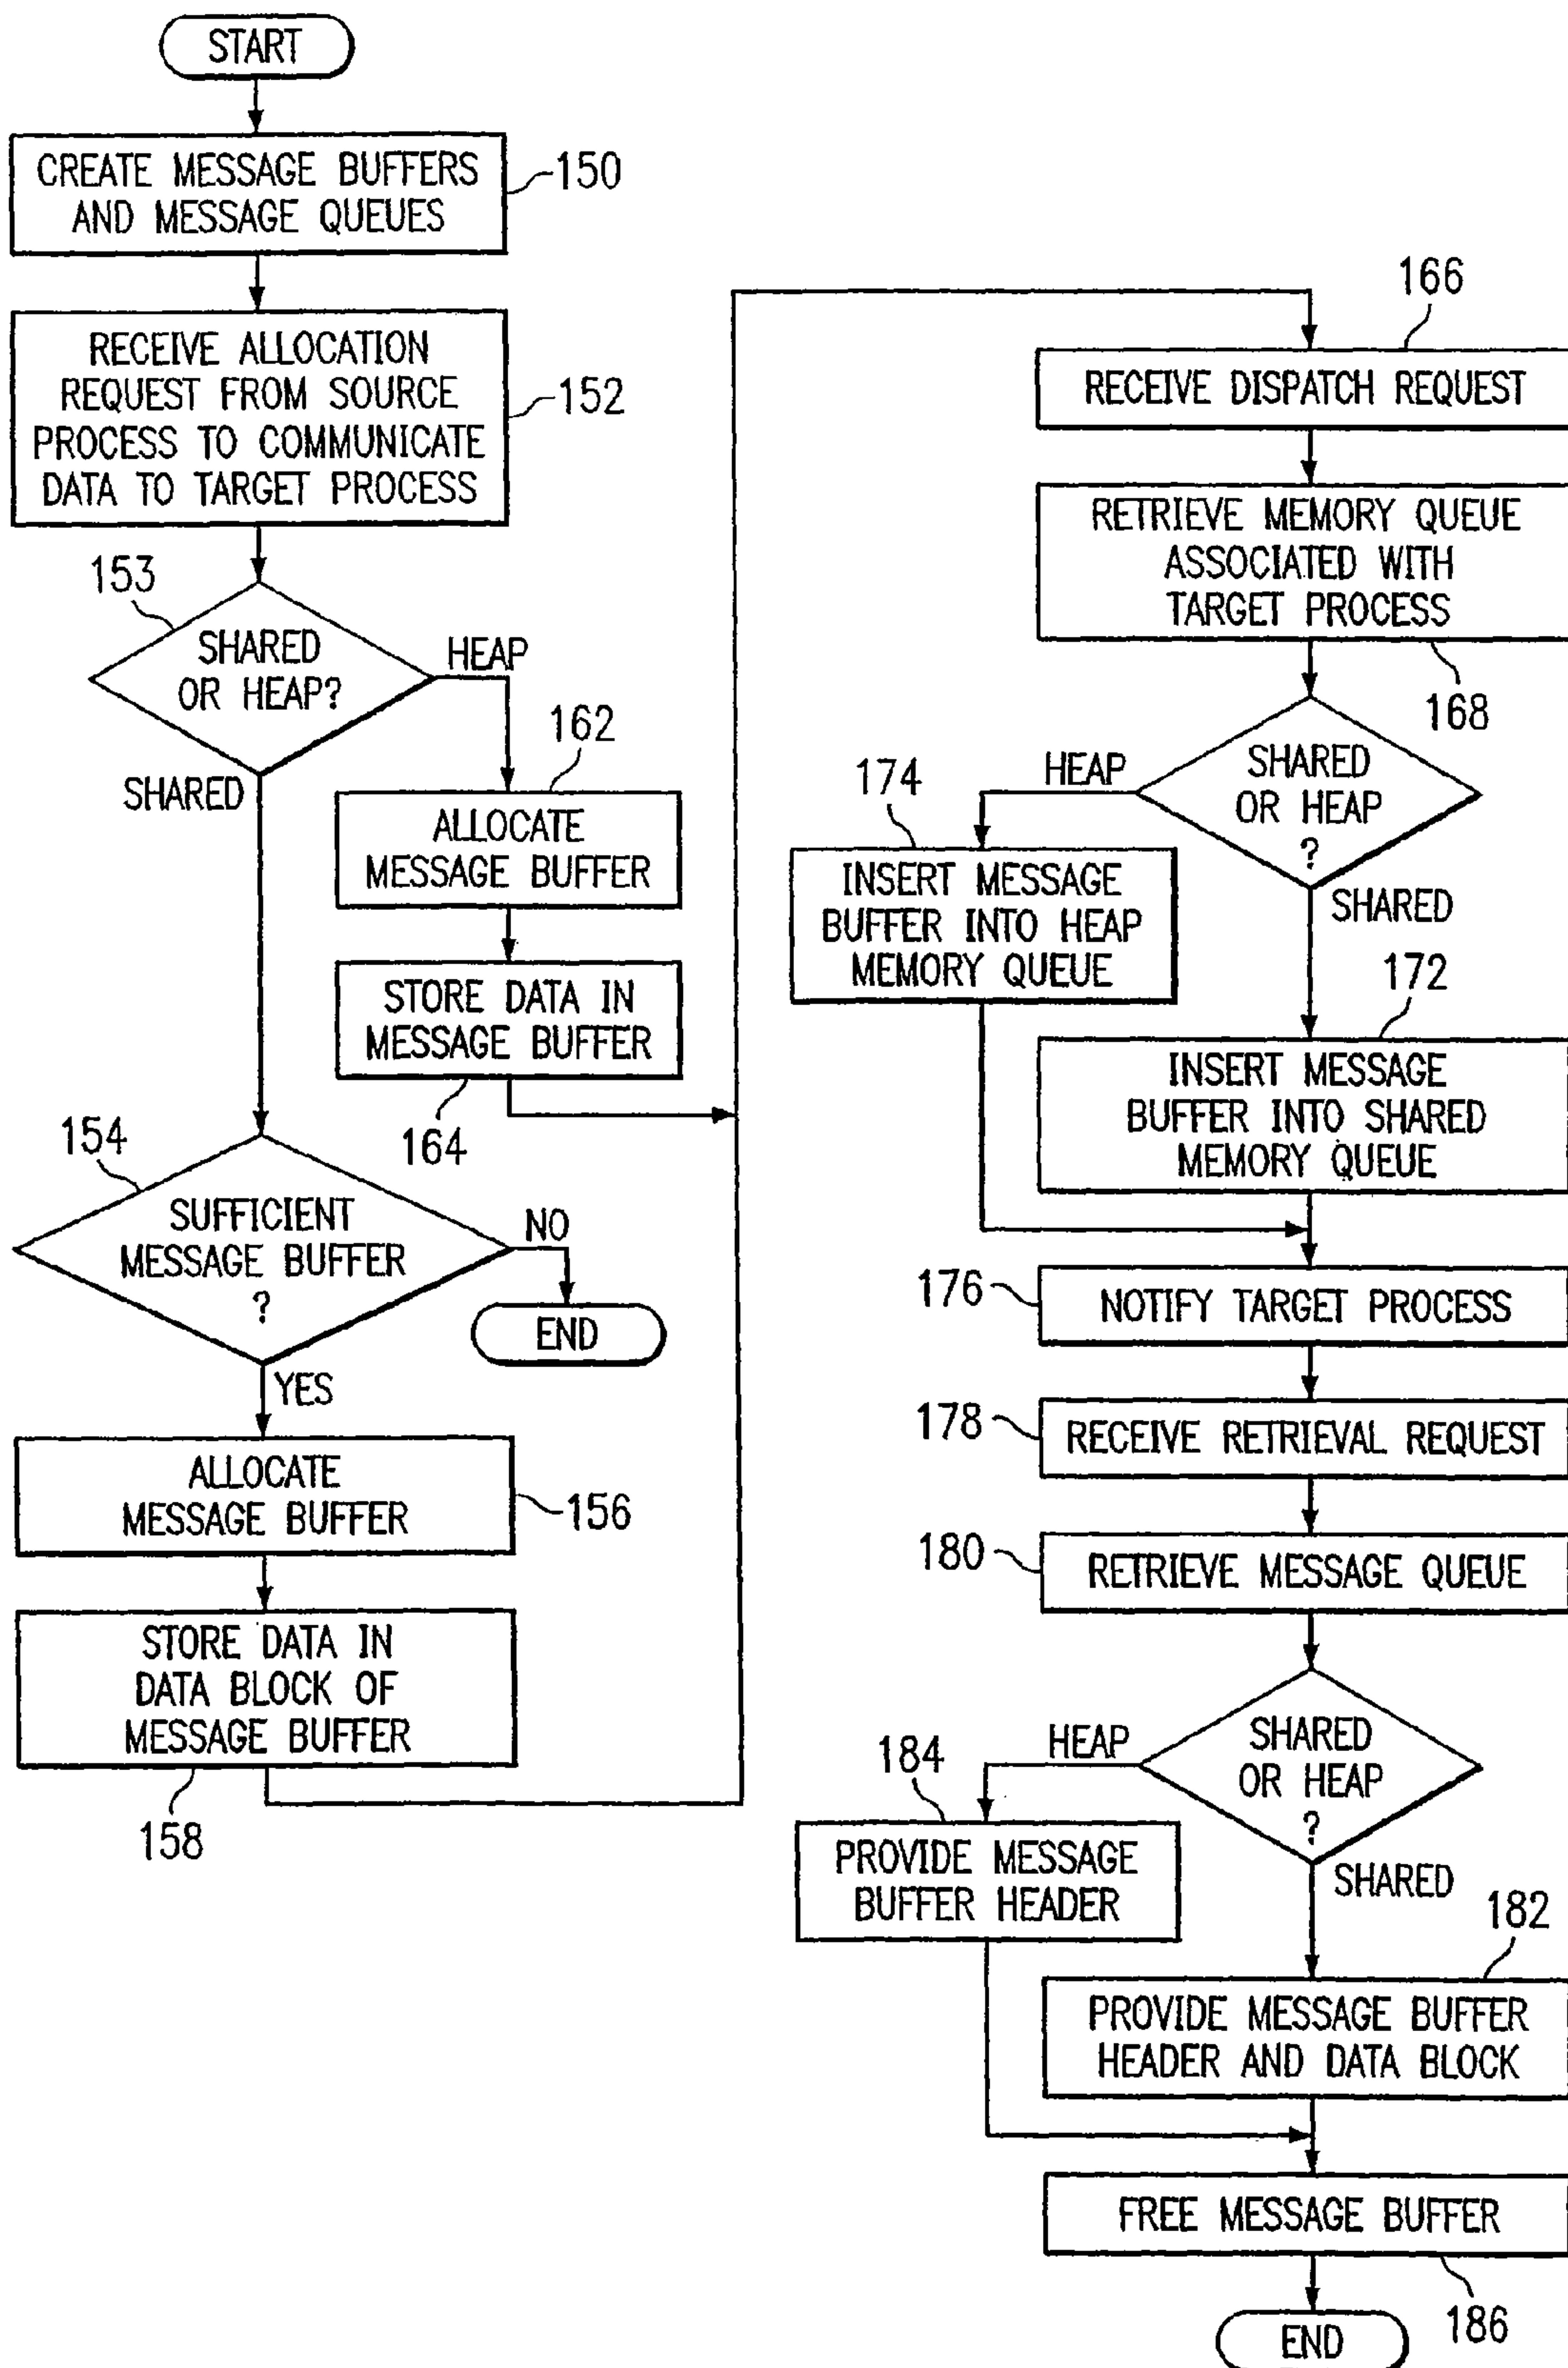 START
CREATE MESSAGE BUFFERS
AND MESSAGE QUEUES
150
RECEIVE ALLOCATION
REQUEST FROM SOURCE
PROCESS TO COMMUNICATE
DATA TO TARGET PROCESS
152
153
SHARED
OR HEAP?
HEAP
SHARED
162
ALLOCATE
MESSAGE BUFFER
STORE DATA IN
MESSAGE BUFFER
164
154
SUFFICIENT
MESSAGE BUFFER
?
NO
END
YES
ALLOCATE
MESSAGE BUFFER
156
STORE DATA IN
DATA BLOCK OF
MESSAGE BUFFER
158
166
RECEIVE DISPATCH REQUEST
RETRIEVE MEMORY QUEUE
ASSOCIATED WITH
TARGET PROCESS
168
SHARED
OR HEAP
?
HEAP
174
INSERT MESSAGE
BUFFER INTO HEAP
MEMORY QUEUE
SHARED
172
INSERT MESSAGE
BUFFER INTO SHARED
MEMORY QUEUE
176
NOTIFY TARGET PROCESS
178
RECEIVE RETRIEVAL REQUEST
180
RETRIEVE MESSAGE QUEUE
SHARED
OR HEAP
?
HEAP
184
PROVIDE MESSAGE
BUFFER HEADER
SHARED
182
PROVIDE MESSAGE BUFFER
HEADER AND DATA BLOCK
FREE MESSAGE BUFFER
186
END